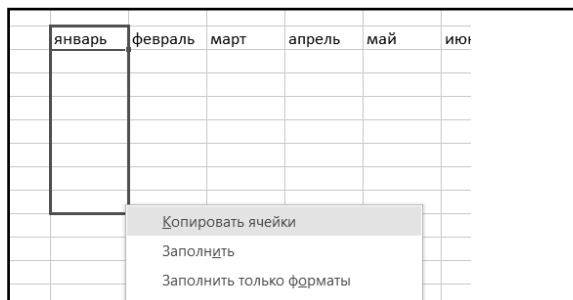 январь февраль март апрель май
Копировать ячейки
Заполнить
Заполнить только форматы